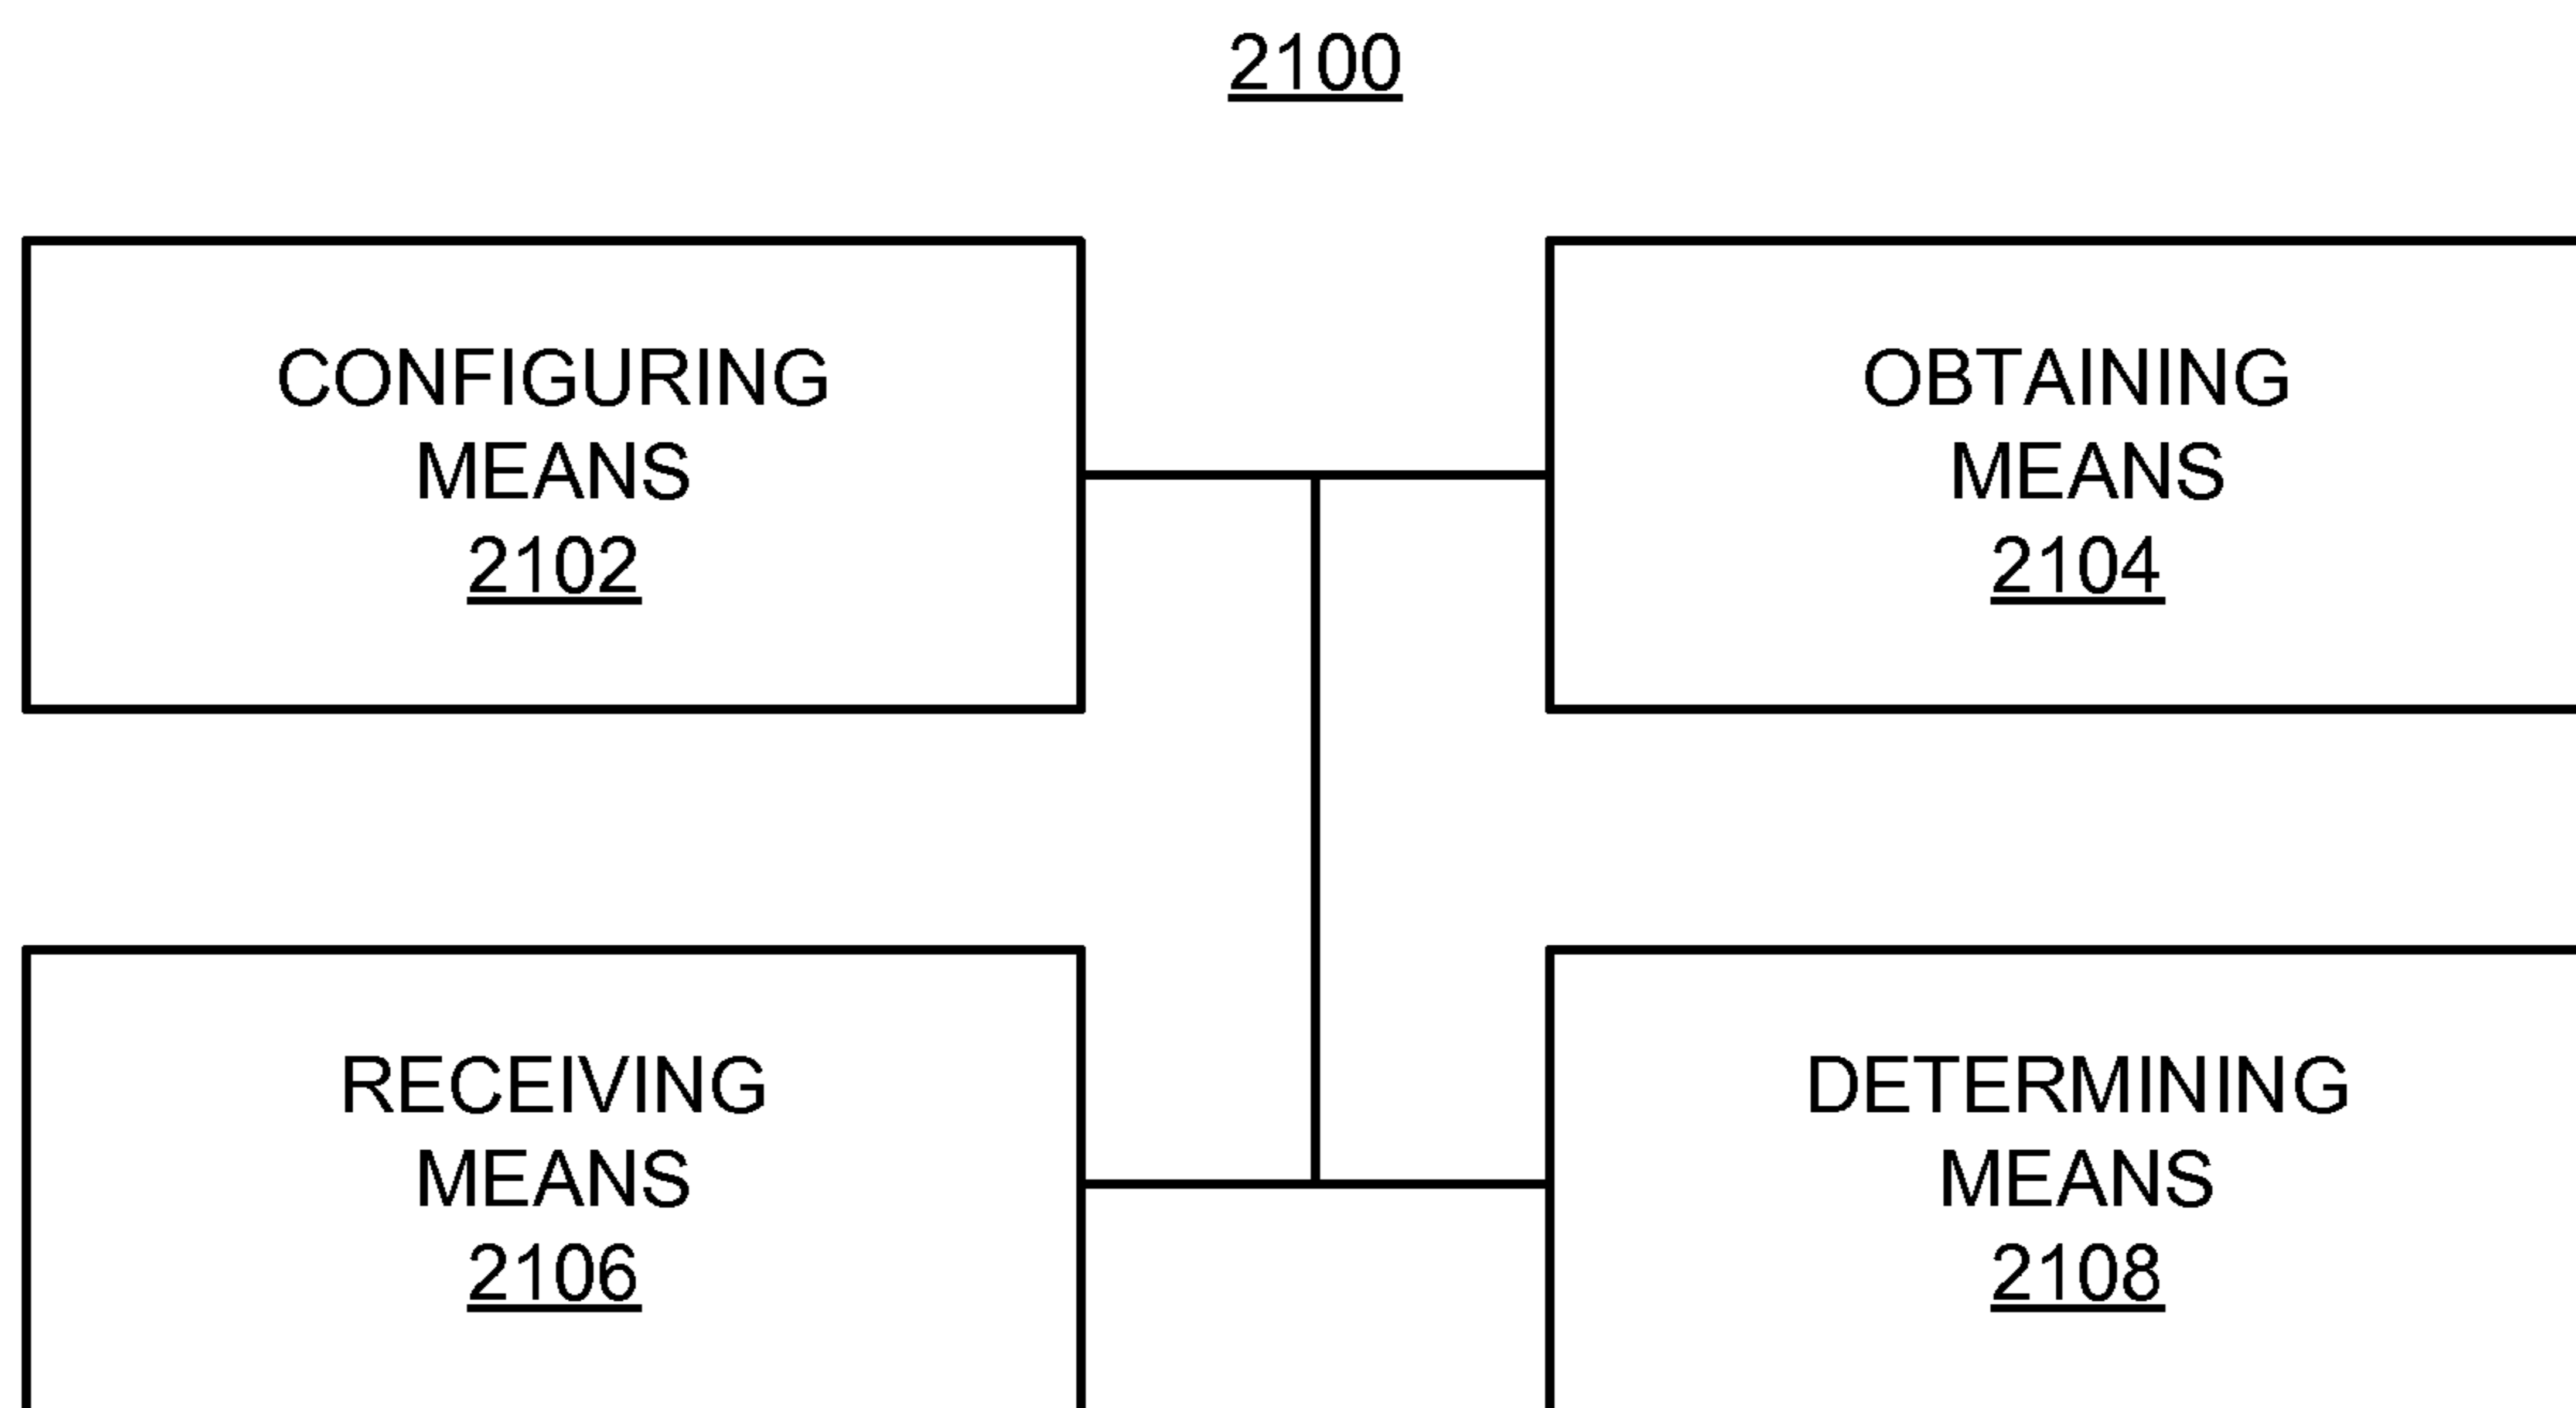 2100
CONFIGURING
MEANS
2102
OBTAINING
MEANS
2104
RECEIVING
MEANS
2106
DETERMINING
MEANS
2108